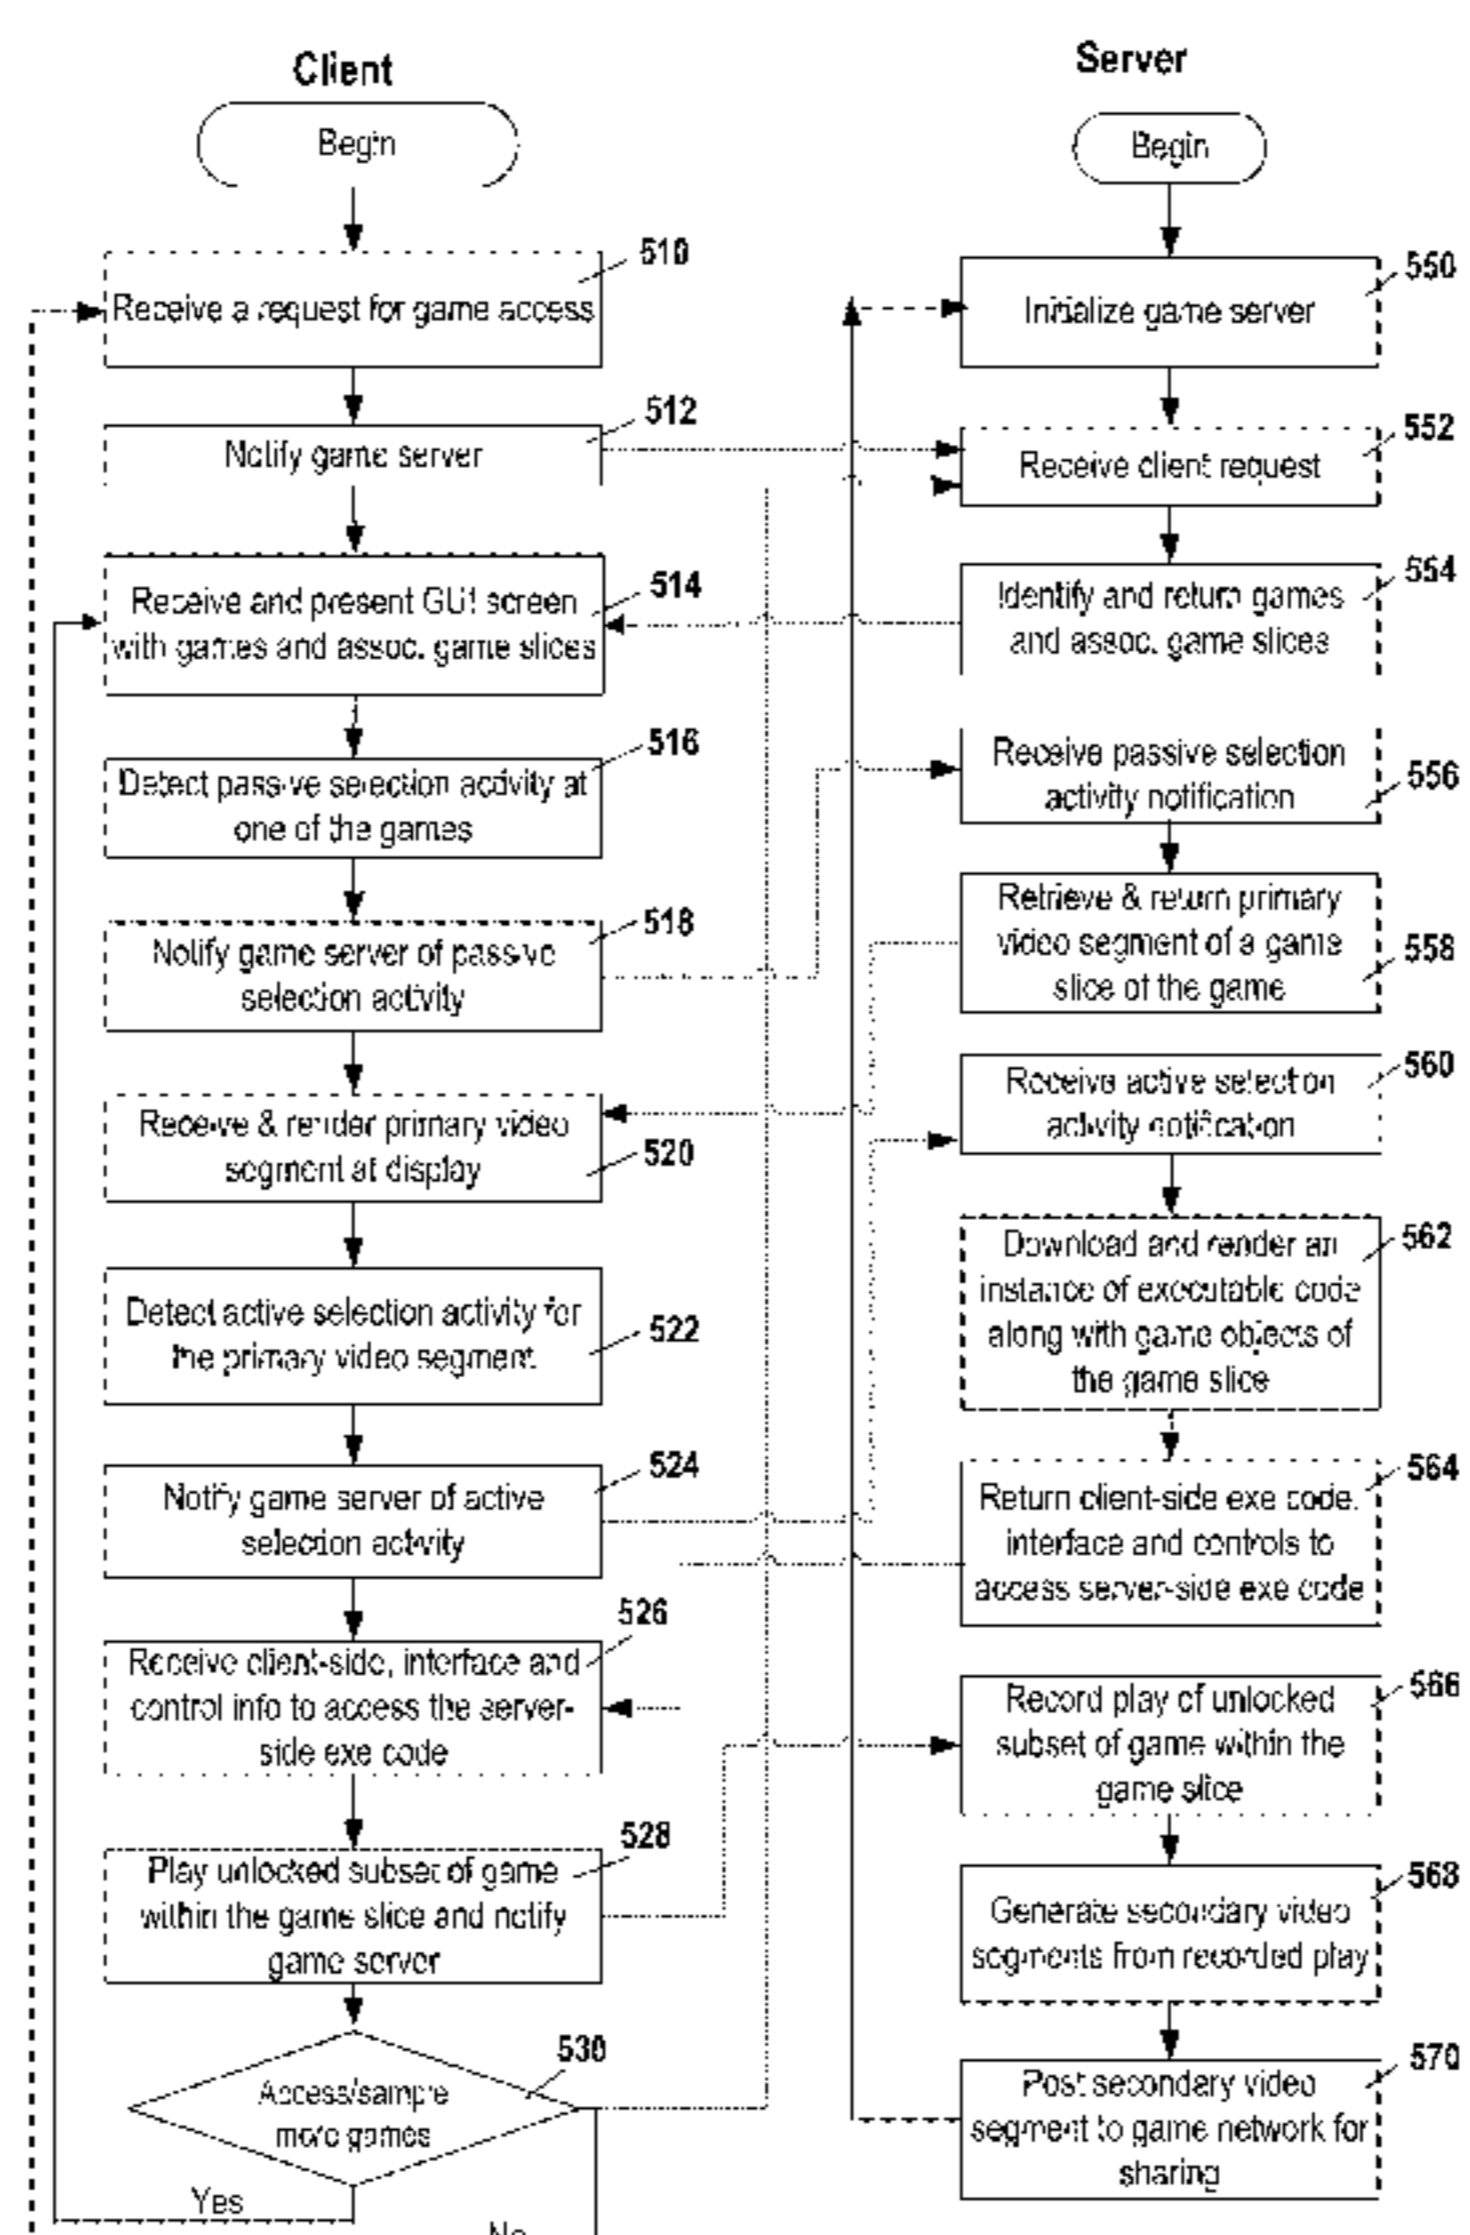 Client
Begin
510
Receive a request for game access
512
Notify game server
514
Receive and present GUI screen
with games and assoc. game slices
516
Detect passive selection activity at
one of the games
518
Notify game server of passive
selection activity
Receive & render primary video
segment at display
520
Detect active selection activity for
the primary video segment
522
524
Notify game server of active
selection activity
526
Receive client-side, interface and
control info to access the server-
side exe code
528
Play unlocked subset of game
within the game slice and notify
game server
530
Access/sample
more games
Yes
No
Server
Begin
550
Initialize game server
552
Receive client request
554
Identify and return games
and assoc. game slices
Receive passive selection
activity notification
556
Retrieve & return primary
video segment of a game
slice of the game
558
560
Receive active selection
activity notification
562
Download and render an
instance of executable code
along with game objects of
the game slice
564
Return client-side exe code,
interface and controls to
access server-side exe code
566
Record play of unlocked
subset of game within the
game slice
568
Generate secondary video
segments from recorded play
570
Post secondary video
segment to game network for
sharing